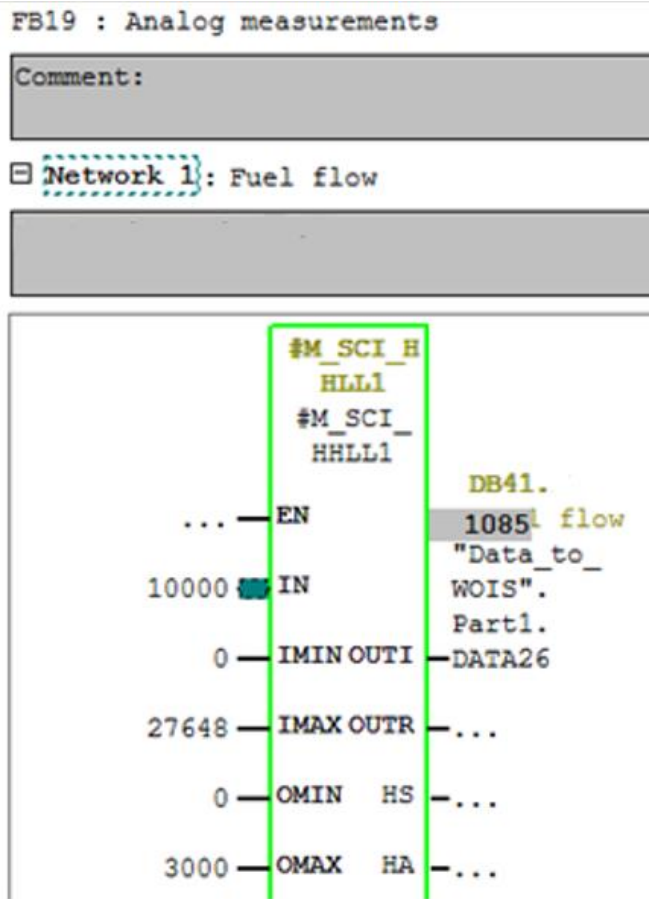 FB19 : Analog measurements
Comment:
Network 1: Fuel flow
#M_SCI_H
HLL1
#M_SCI_
HHLL1
DB41.
... EN 1085 flow
"Data_to_
10000 IN WOIS".
Part1.
0 IMIN OUTI DATA26
27648 IMAX OUTR ...
0 OMIN HS ...
3000 OMAX HA ...